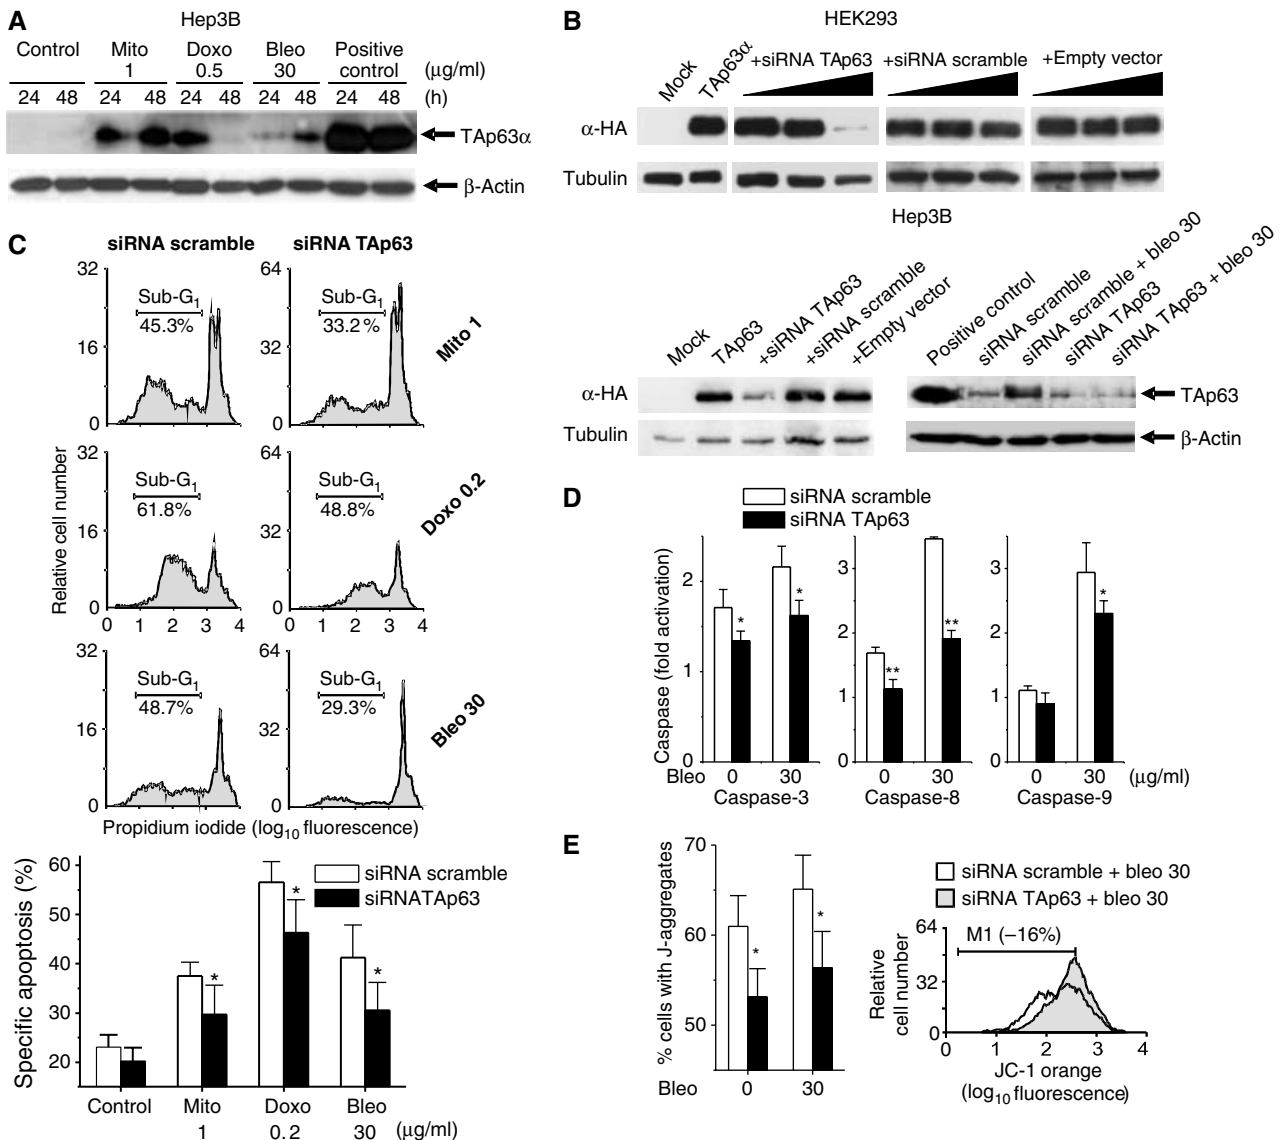 A
Hep3B
Control
Mito
Doxo
Bleo
Positive
1
0.5
30
control
(μg/ml)
24 48 24 48 24 48 24 48 24 48 (h)
TAp63α
β-Actin
B
HEK293
Mock
TAp63α
+siRNA TAp63
+siRNA scramble
+Empty vector
α-HA
Tubulin
Hep3B
Mock
TAp63
+siRNA TAp63
+siRNA scramble
+Empty vector
α-HA
Tubulin
Positive control
siRNA scramble
siRNA scramble + bleo 30
siRNA TAp63
siRNA TAp63 + bleo 30
TAp63
β-Actin
C
siRNA scramble
siRNA TAp63
32
16
0
Sub-G1
45.3%
64
32
0
Sub-G1
33.2 %
Mito 1
32
16
0
Sub-G1
61.8%
0 1 2 3 4
64
32
0
Sub-G1
48.8%
0 1 2 3 4
Doxo 0.2
32
16
0
Sub-G1
48.7%
64
32
0
Sub-G1
29.3%
Bleo 30
Relative cell number
Propidium iodide (log10 fluorescence)
Specific apoptosis (%)
60
50
40
30
20
siRNA scramble
siRNATAp63
*
*
*
Control
Mito
Doxo
Bleo
1
0.2
30
(μg/ml)
D
siRNA scramble
siRNA TAp63
Caspase (fold activation)
2
1
0
*
*
3
2
1
0
**
**
3
2
1
0
*
Bleo
0 30
0 30
0 30
(μg/ml)
Caspase-3
Caspase-8
Caspase-9
E
% cells with J-aggregates
70
60
50
*
*
Bleo
0 30
siRNA scramble + bleo 30
siRNA TAp63 + bleo 30
Relative
cell number
64
32
0
M1 (–16%)
0 1 2 3 4
JC-1 orange
(log10 fluorescence)